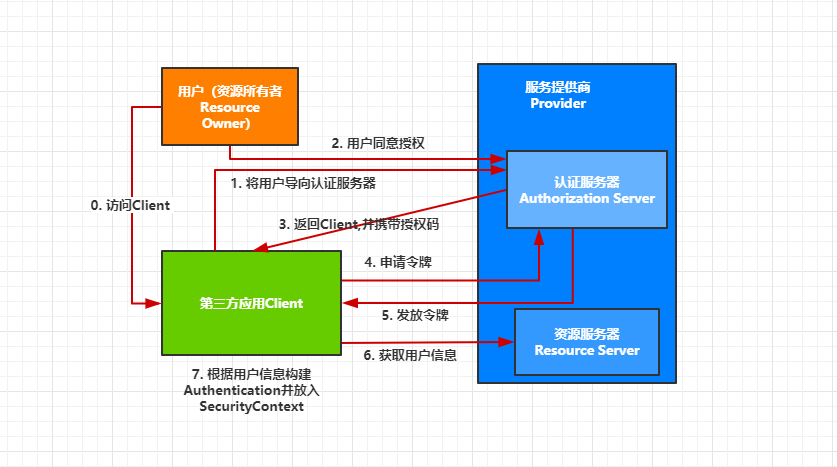 用户（资源所有者
Resource
Owner）
服务提供商
Provider
2. 用户同意授权
1. 将用户导向认证服务器
认证服务器
Authorization Server
0. 访问Client
3. 返回Client,并携带授权码
4. 申请令牌
第三方应用Client
5. 发放令牌
资源服务器
Resource Server
6. 获取用户信息
7. 根据用户信息构建
Authentication并放入
SecurityContext